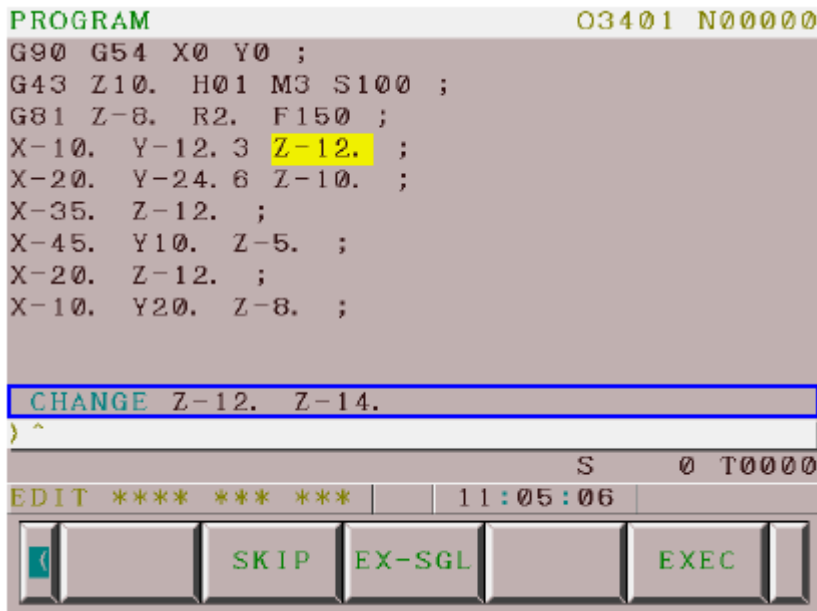 PROGRAM O3401 N00000
G90 G54 X0 Y0 ;
G43 Z10. H01 M3 S100 ;
G81 Z-8. R2. F150 ;
X-10. Y-12.3 Z-12. ;
X-20. Y-24.6 Z-10. ;
X-35. Z-12. ;
X-45. Y10. Z-5. ;
X-20. Z-12. ;
X-10. Y20. Z-8. ;
CHANGE Z-12. Z-14.
) ^
S 0 T0000
EDIT **** *** *** 11:05:06
( SKIP EX-SGL EXEC